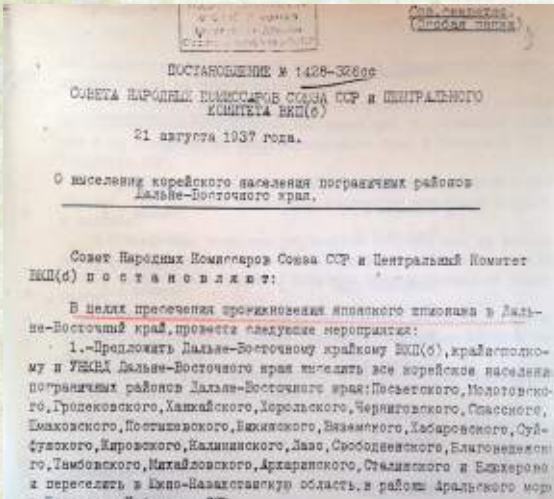 Сов.секретно.
(Особая папка)
ПОСТАНОВЛЕНИЕ № 1428-326сс
СОВЕТА НАРОДНЫХ КОМИССАРОВ СОЮЗА ССР и ЦЕНТРАЛЬНОГО
КОМИТЕТА ВКП(б)
21 августа 1937 года.
О выселении корейского населения пограничных районов
Дальне-Восточного края.
Совет Народных Комиссаров Союза ССР и Центральный Комитет
ВКП(б) п о с т а н о в л я ю т:
В целях пресечения проникновения японского шпионажа в Даль-
не-Восточный край, провести следующие мероприятия:
1.-Предложить Дальне-Восточному крайкому ВКП(б), крайисполко-
му и УНКВД Дальне-Восточного края выселить все корейское населени
пограничных районов Дальне-Восточного края: Посьетского, Молотовско-
го, Гродековского, Ханкайского, Хорольского, Черниговского, Спасского,
Шмаковского, Постышевского, Бикинского, Вяземского, Хабаровского, Суй-
фунского, Кировского, Калининского, Лазо, Свободненского, Благовещенско
го, Тамбовского, Михайловского, Архаринского, Сталинского и Блюхерово
и переселить в Южно-Казахстанскую область, в районы Аральского моря